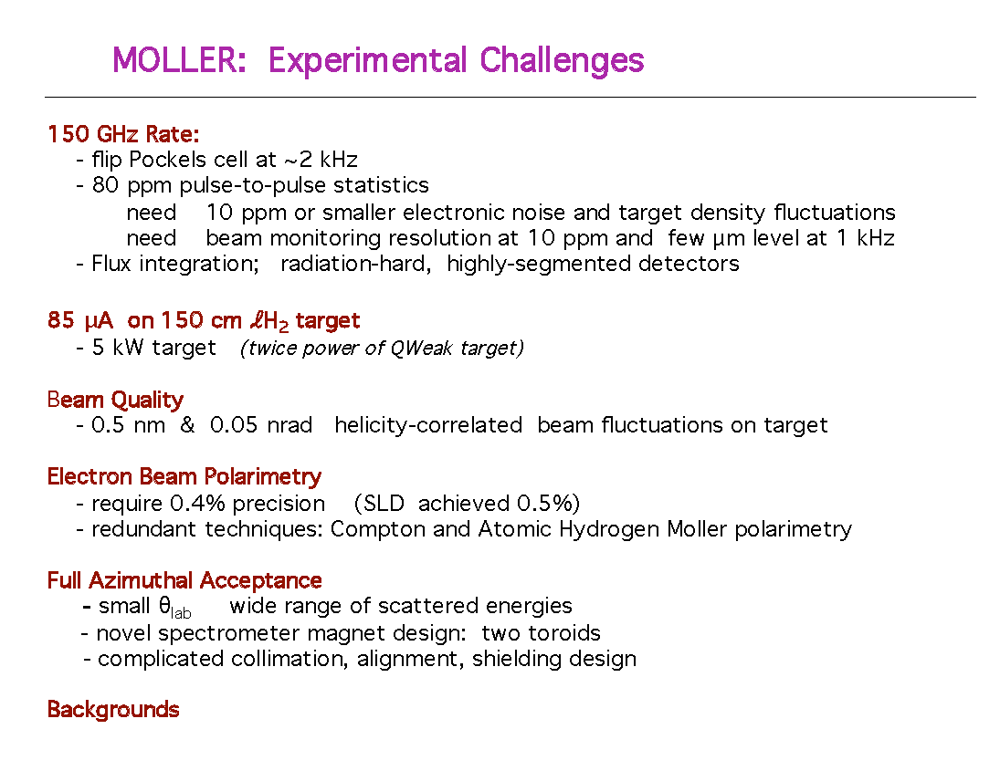 MOLLER: Experimental Challenges
150 GHz Rate:
- flip Pockels cell at ~2 kHz
- 80 ppm pulse-to-pulse statistics
need 10 ppm or smaller electronic noise and target density fluctuations
need beam monitoring resolution at 10 ppm and few µm level at 1 kHz
- Flux integration; radiation-hard, highly-segmented detectors
85 µA on 150 cm ℓH₂ target
- 5 kW target (twice power of QWeak target)
Beam Quality
- 0.5 nm & 0.05 nrad helicity-correlated beam fluctuations on target
Electron Beam Polarimetry
- require 0.4% precision (SLD achieved 0.5%)
- redundant techniques: Compton and Atomic Hydrogen Moller polarimetry
Full Azimuthal Acceptance
- small θlab wide range of scattered energies
- novel spectrometer magnet design: two toroids
- complicated collimation, alignment, shielding design
Backgrounds